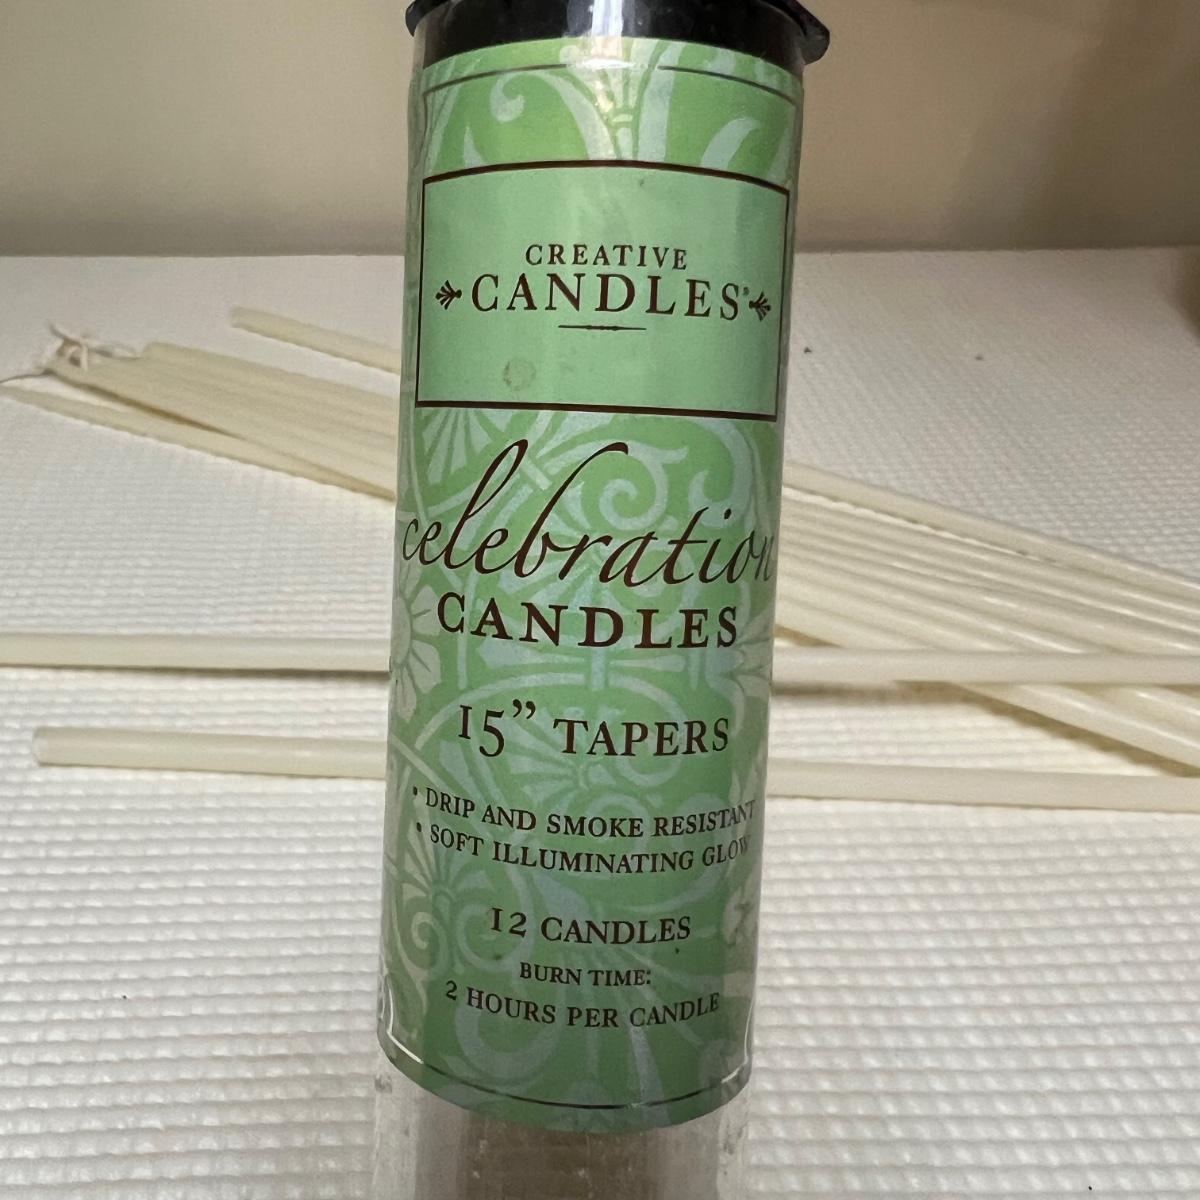 CREATIVE
CANDLES®
celebration
CANDLES
15” TAPERS
• DRIP AND SMOKE RESISTANT
• SOFT ILLUMINATING GLOW
12 CANDLES
BURN TIME:
2 HOURS PER CANDLE